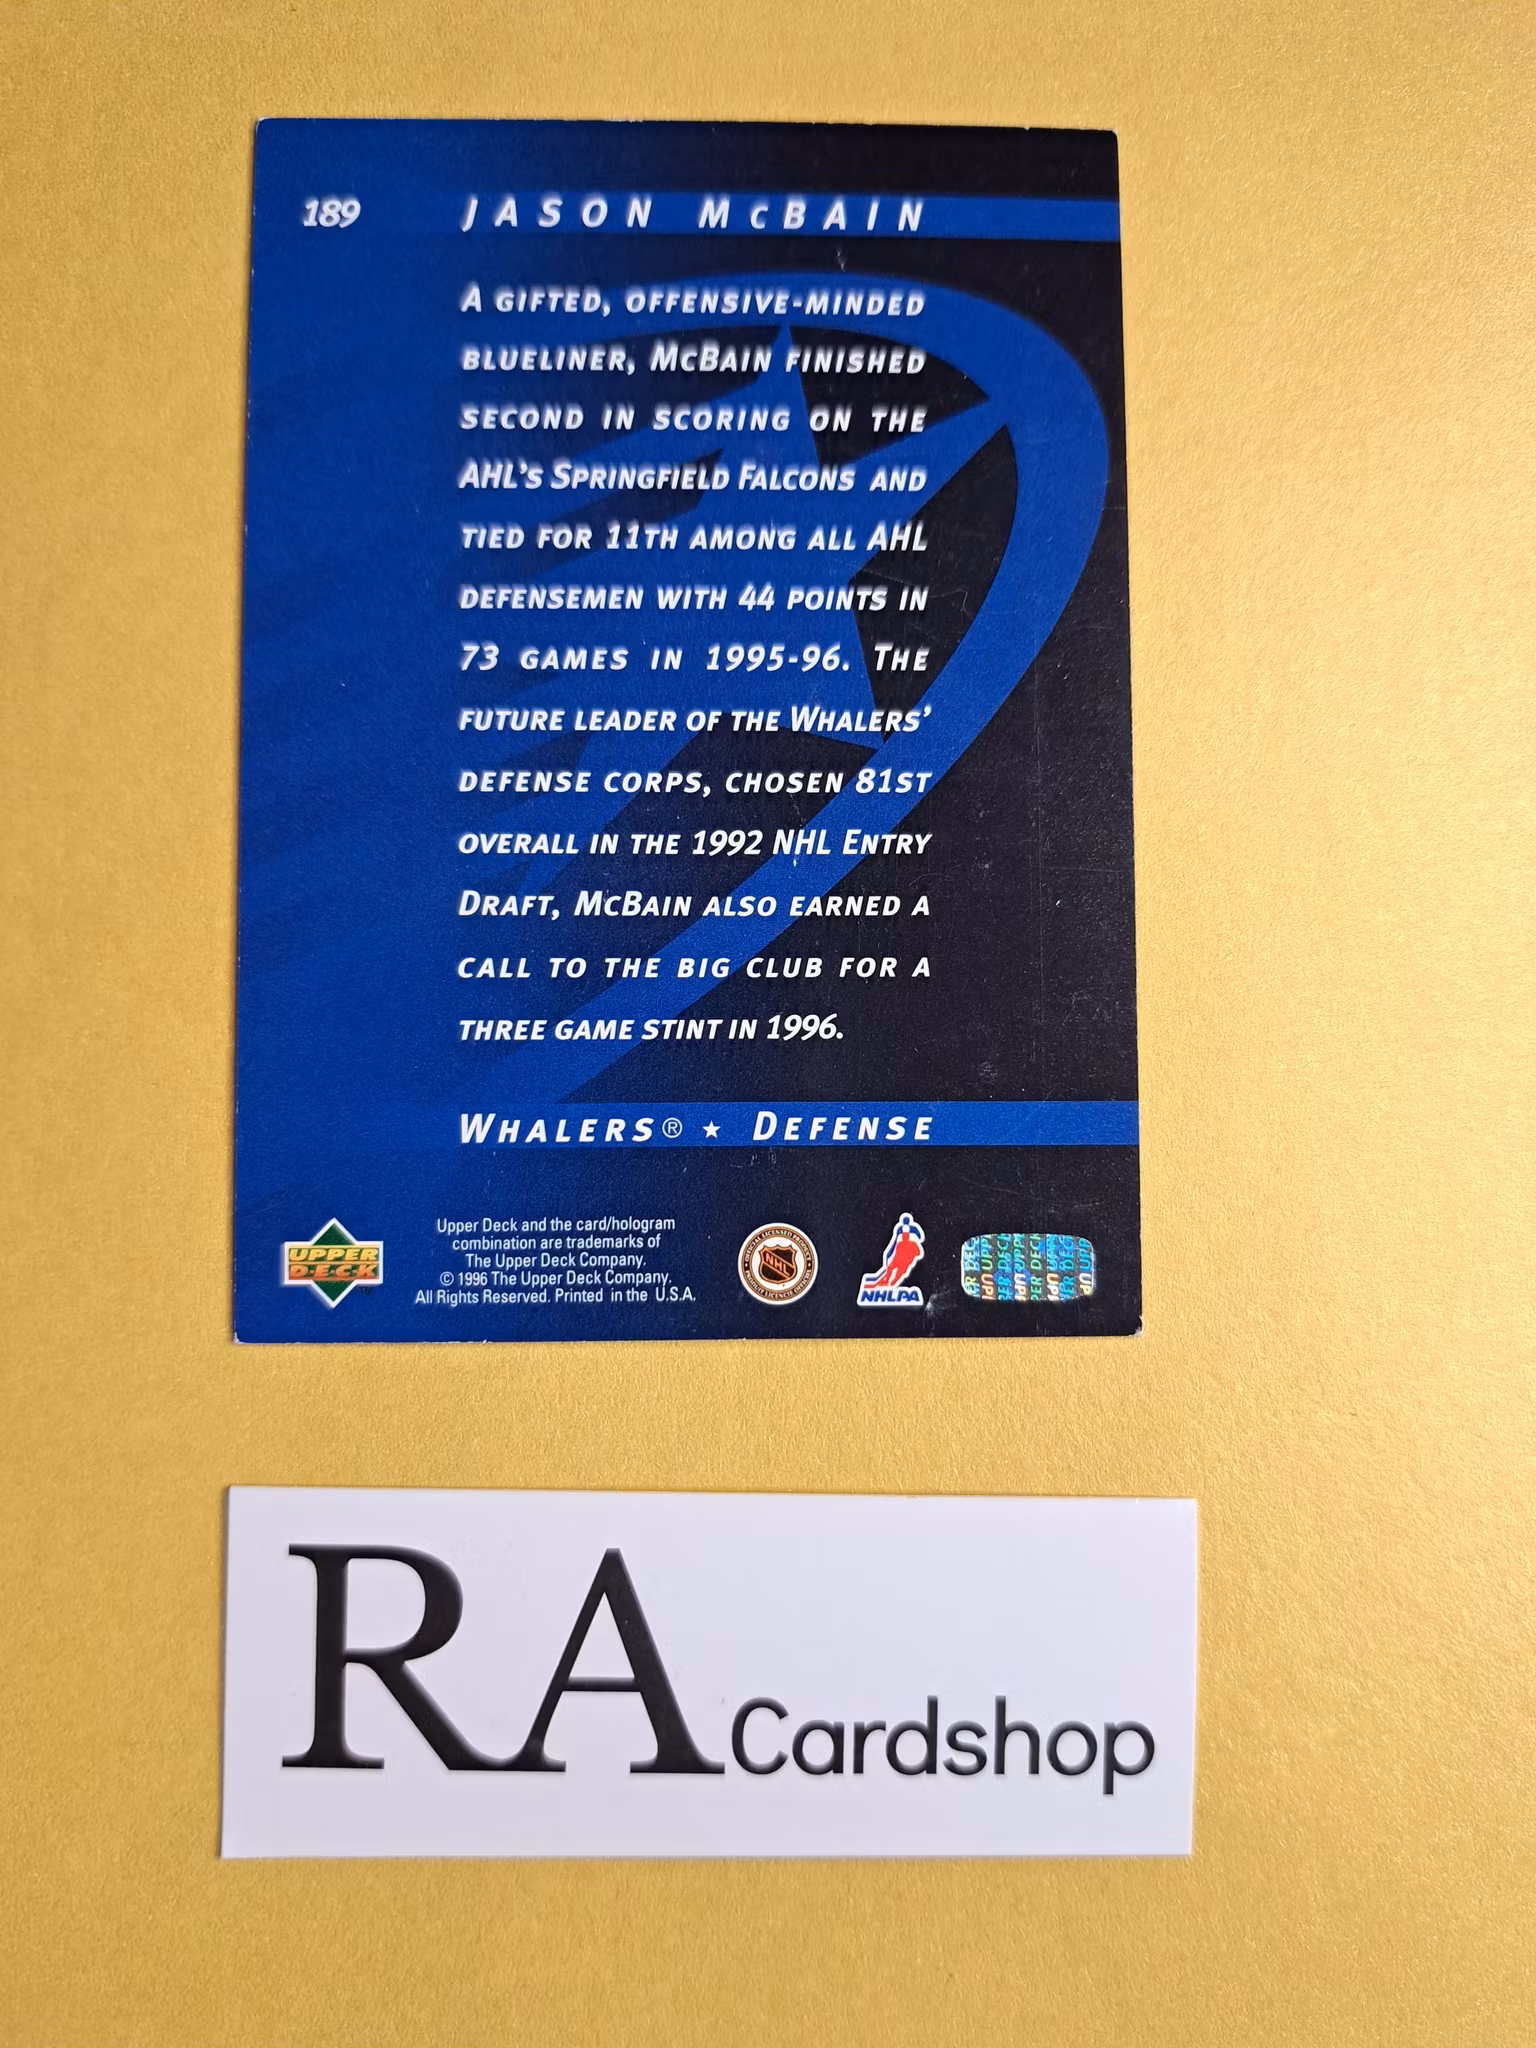 189 JASON McBAIN
A GIFTED, OFFENSIVE-MINDED
BLUELINER, McBAIN FINISHED
SECOND IN SCORING ON THE
AHL'S SPRINGFIELD FALCONS AND
TIED FOR 11TH AMONG ALL AHL
DEFENSEMEN WITH 44 POINTS IN
73 GAMES IN 1995-96. THE
FUTURE LEADER OF THE WHALERS'
DEFENSE CORPS, CHOSEN 81ST
OVERALL IN THE 1992 NHL ENTRY
DRAFT, McBAIN ALSO EARNED A
CALL TO THE BIG CLUB FOR A
THREE GAME STINT IN 1996.
WHALERS® ★ DEFENSE
UPPER
DECK
Upper Deck and the card/hologram
combination are trademarks of
The Upper Deck Company.
© 1996 The Upper Deck Company.
All Rights Reserved. Printed in the U.S.A.
NHL
NHLPA
RA Cardshop